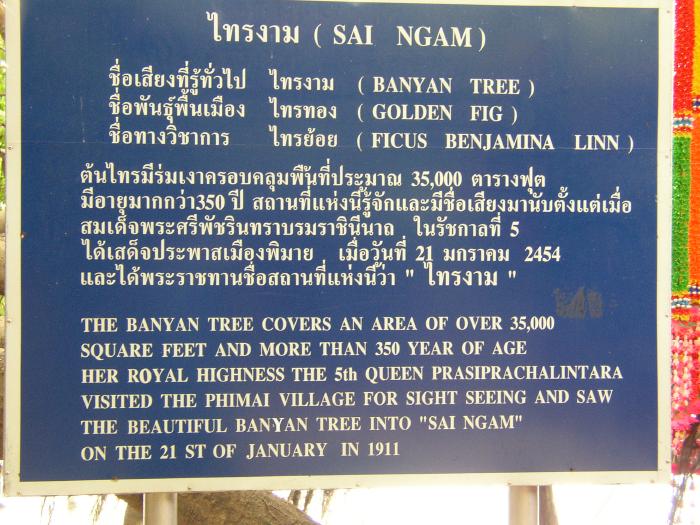 ไทรงาม ( SAI NGAM )
ชื่อเสียงที่รู้ทั่วไป ไทรงาม ( BANYAN TREE )
ชื่อพันธุ์พื้นเมือง ไทรทอง ( GOLDEN FIG )
ชื่อทางวิชาการ ไทรย้อย ( FICUS BENJAMINA LINN )
ต้นไทรมีร่มเงาครอบคลุมพื้นที่ประมาณ 35,000 ตารางฟุต
มีอายุมากกว่า350 ปี สถานที่แห่งนี้รู้จักและมีชื่อเสียงมานับตั้งแต่เมื่อ
สมเด็จพระศรีพัชรินทราบรมราชินีนาถ ในรัชกาลที่ 5
ได้เสด็จประพาสเมืองพิมาย เมื่อวันที่ 21 มกราคม 2454
และได้พระราชทานชื่อสถานที่แห่งนี้ว่า " ไทรงาม "
THE BANYAN TREE COVERS AN AREA OF OVER 35,000
SQUARE FEET AND MORE THAN 350 YEAR OF AGE
HER ROYAL HIGHNESS THE 5th QUEEN PRASIPRACHALINTARA
VISITED THE PHIMAI VILLAGE FOR SIGHT SEEING AND SAW
THE BEAUTIFUL BANYAN TREE INTO "SAI NGAM"
ON THE 21 ST OF JANUARY IN 1911